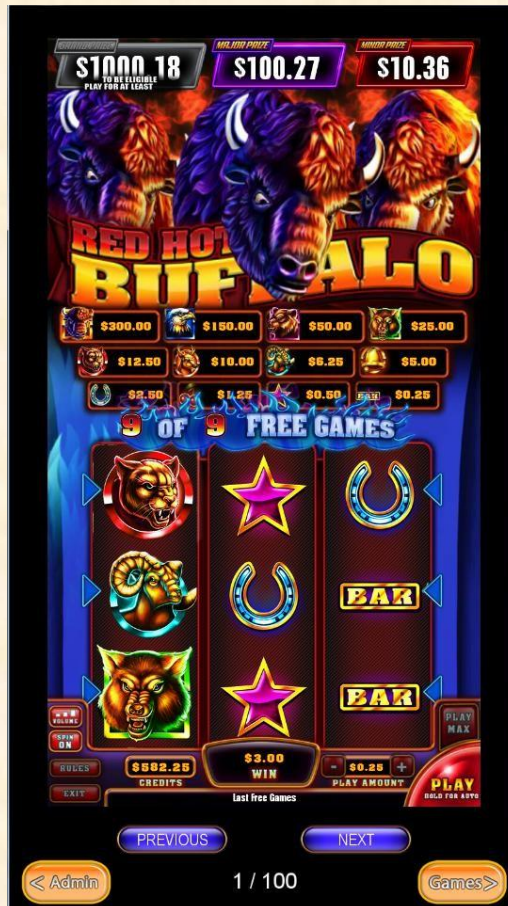 GRAND PRIZE MAJOR PRIZE MINOR PRIZE
$1000.18 $100.27 $10.36
TO BE ELIGIBLE
PLAY FOR AT LEAST
RED HOT
BUFFALO
$300.00 $150.00 $50.00 $25.00
$12.50 $10.00 $6.25 $5.00
$2.50 $1.25 $0.50 BAR $0.25
9 OF 9 FREE GAMES
BAR
BAR
VOLUME
PLAY
MAX
SPIN
ON
RULES
EXIT
$582.25
CREDITS
$3.00
WIN
- $0.25 +
PLAY AMOUNT
PLAY
HOLD FOR AUTO
Last Free Games
PREVIOUS NEXT
< Admin 1 / 100 Games >